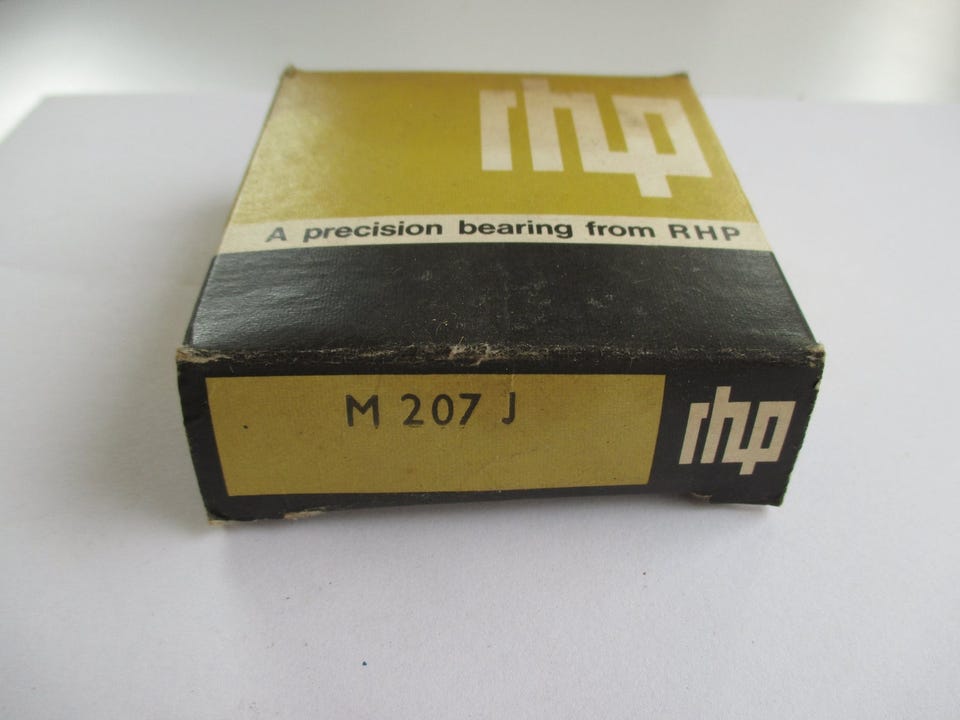 rhp
A precision bearing from RHP
M 207 J
rhp